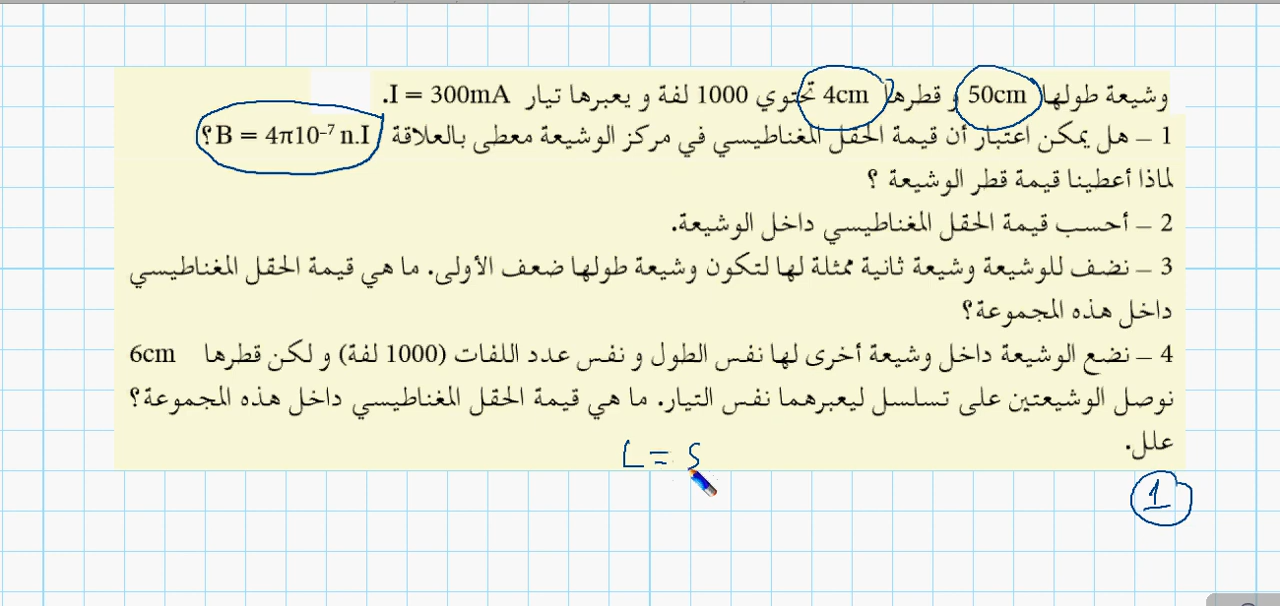 وشيعة طولها 50cm و قطرها 4cm تحتوي 1000 لفة و يعبرها تيار I = 300mA.
1 – هل يمكن اعتبار أن قيمة الحقل المغناطيسي في مركز الوشيعة معطى بالعلاقة B = 4π10⁻⁷ n.I؟
لماذا أعطينا قيمة قطر الوشيعة ؟
2 – أحسب قيمة الحقل المغناطيسي داخل الوشيعة.
3 – نضف للوشيعة وشيعة ثانية ممثلة لها لتكون وشيعة طولها ضعف الأولى. ما هي قيمة الحقل المغناطيسي
داخل هذه المجموعة؟
4 – نضع الوشيعة داخل وشيعة أخرى لها نفس الطول و نفس عدد اللفات (1000 لفة) و لكن قطرها 6cm
نوصل الوشيعتين على تسلسل ليعبرهما نفس التيار. ما هي قيمة الحقل المغناطيسي داخل هذه المجموعة؟
علل.
L =
1